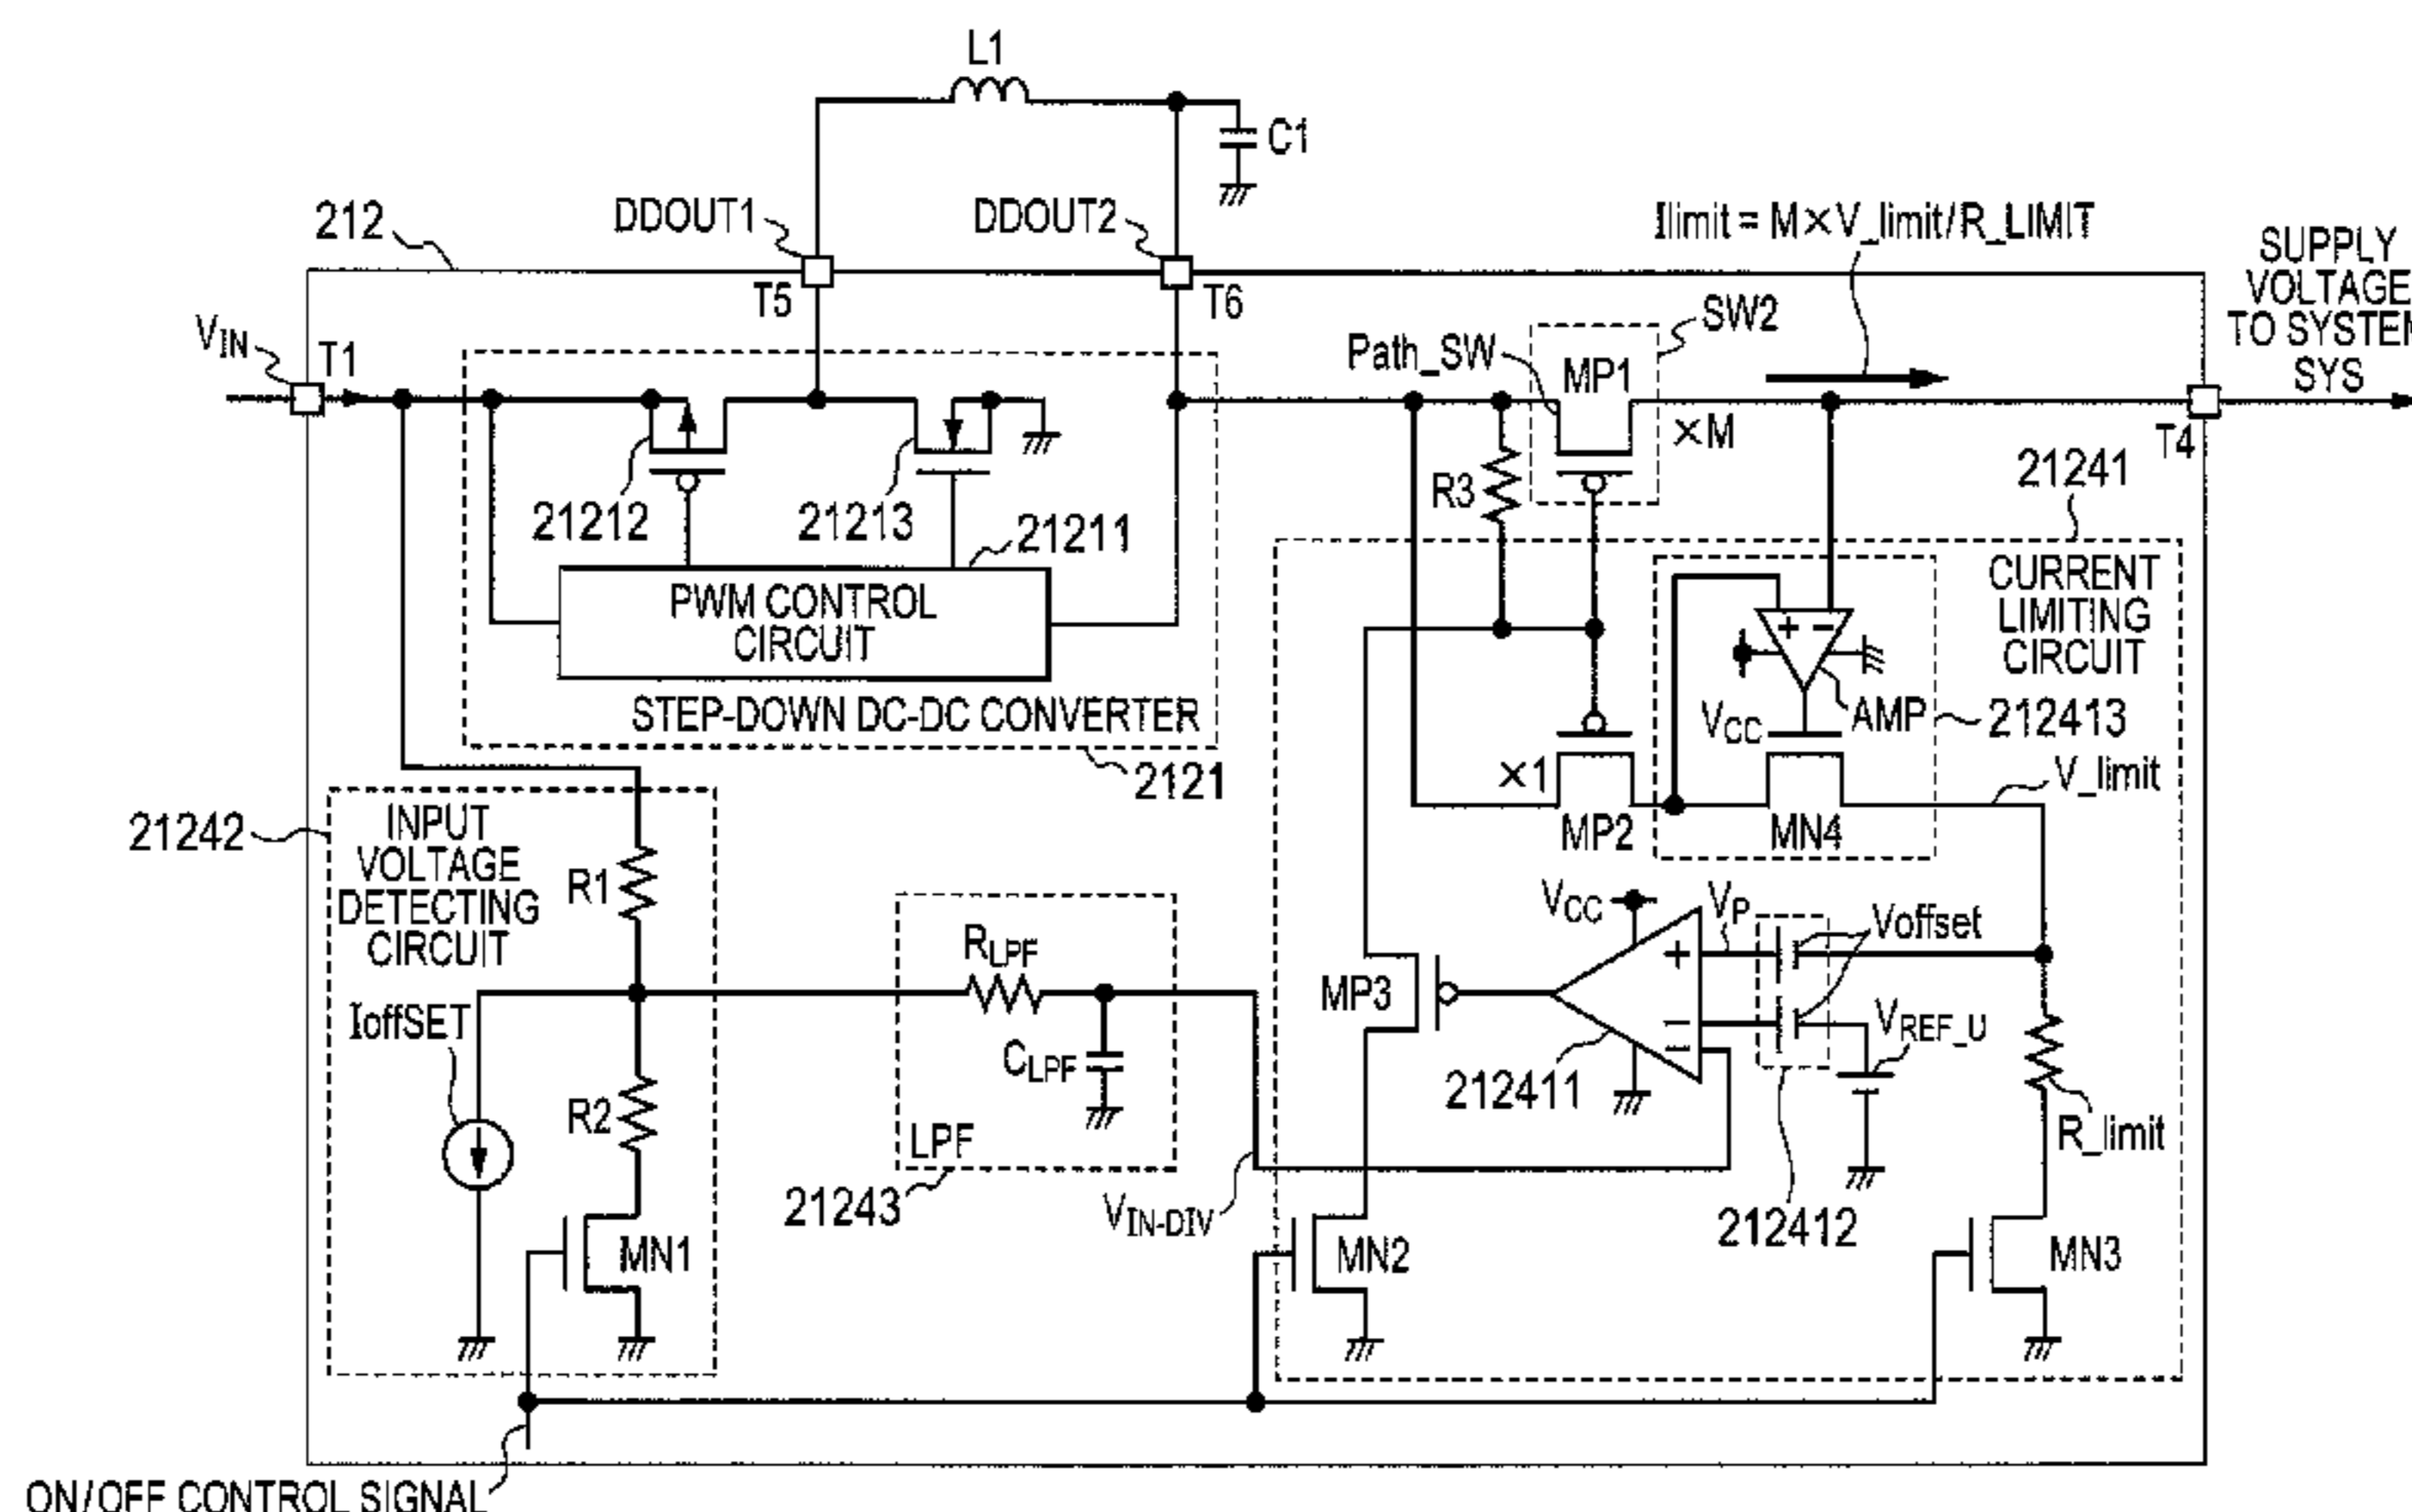 L1
C1
212
DDOUT1
DDOUT2
Ilimit = M×V_limit/R_LIMIT
SUPPLY
VOLTAGE
TO SYSTEM
SYS
T5
T6
SW2
VIN
T1
Path_SW
MP1
×M
T4
R3
21241
21212
21213
21211
PWM CONTROL
CIRCUIT
CURRENT
LIMITING
CIRCUIT
+ −
STEP-DOWN DC-DC CONVERTER
VCC
AMP
212413
2121
×1
V_limit
MP2
MN4
21242
INPUT
VOLTAGE
DETECTING
CIRCUIT
R1
VCC
VP
Voffset
RLPF
+
MP3
IoffSET
VREF_U
CLPF
−
−
R2
212411
R_limit
LPF
21243
VIN-DIV
212412
MN1
MN2
MN3
ON/OFF CONTROL SIGNAL